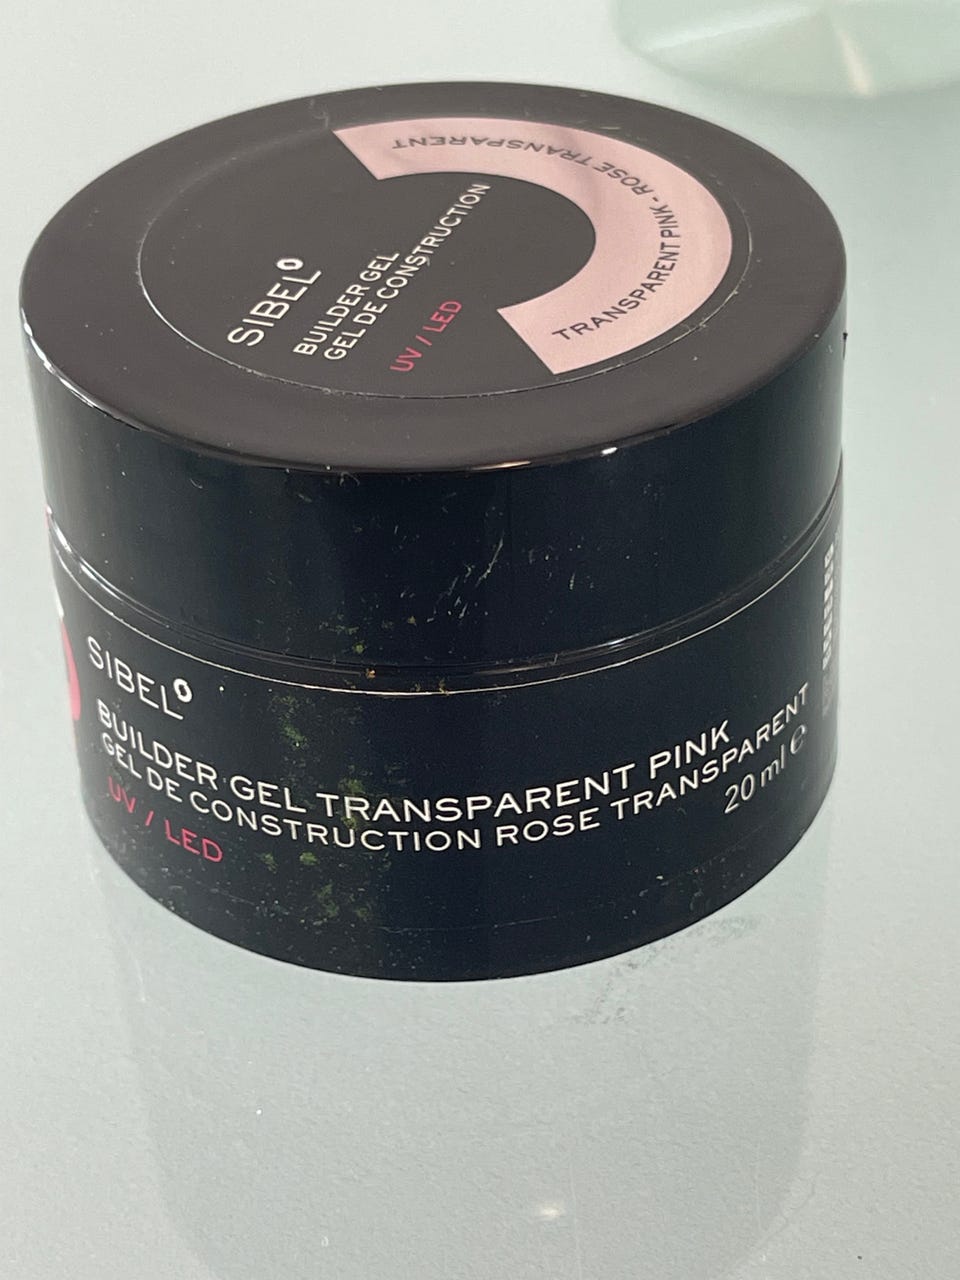 TRANSPARENT PINK - ROSE TRANSPARENT
SIBEL
BUILDER GEL
GEL DE CONSTRUCTION
UV / LED
SIBEL
BUILDER GEL TRANSPARENT PINK
GEL DE CONSTRUCTION ROSE TRANSPARENT
UV / LED
20 ml e